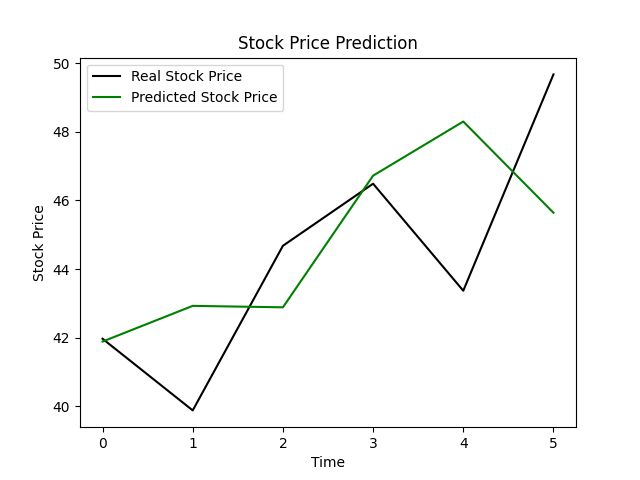 Stock Price Prediction
Real Stock Price
Predicted Stock Price
50
48
46
44
42
40
Stock Price
0 1 2 3 4 5
Time